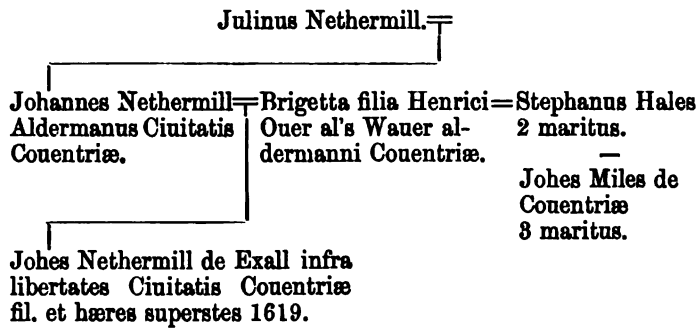 Julinus Nethermill.
Johannes Nethermill
Aldermanus Ciuitatis
Couentriæ.
Brigetta filia Henrici
Ouer al's Wauer al-
dermanni Couentriæ.
Stephanus Hales
2 maritus.
Johes Miles de
Couentriæ
3 maritus.
Johes Nethermill de Exall infra
libertates Ciuitatis Couentriæ
fil. et hæres superstes 1619.